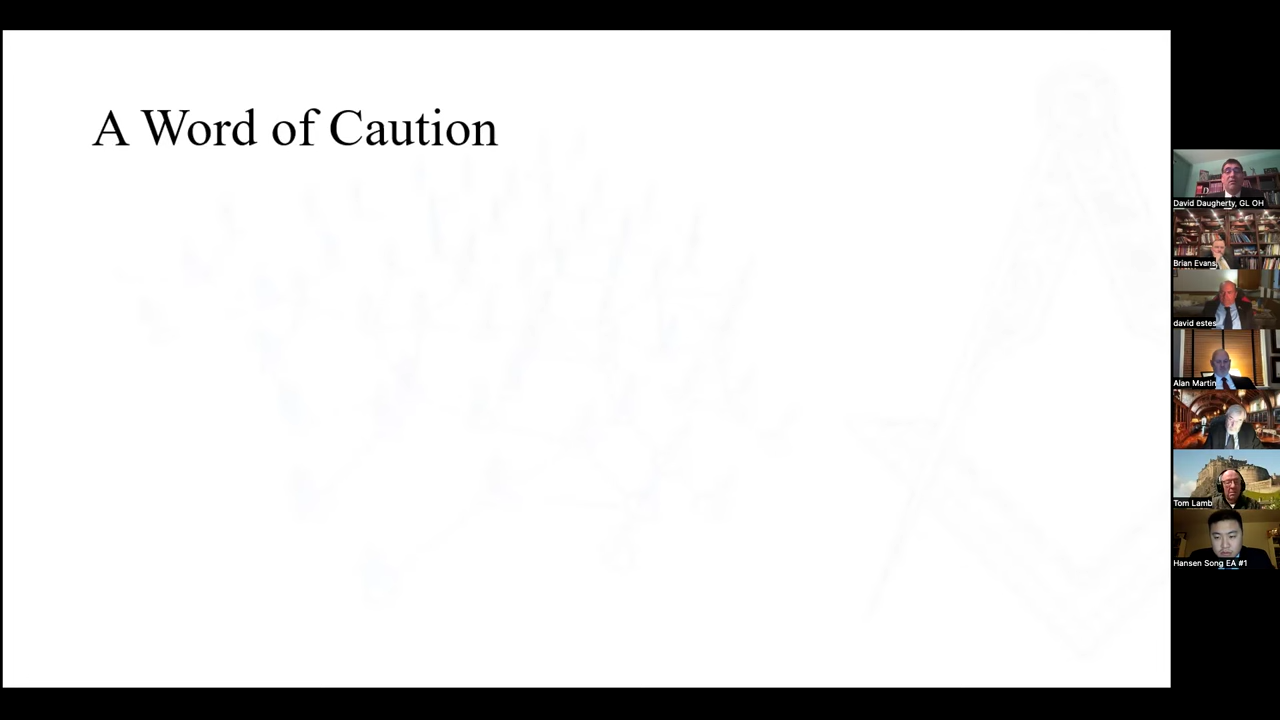 A Word of Caution
David Daugherty, GL OH
Brian Evans
david estes
Alan Martin
Tom Lamb
Hansen Song EA #1